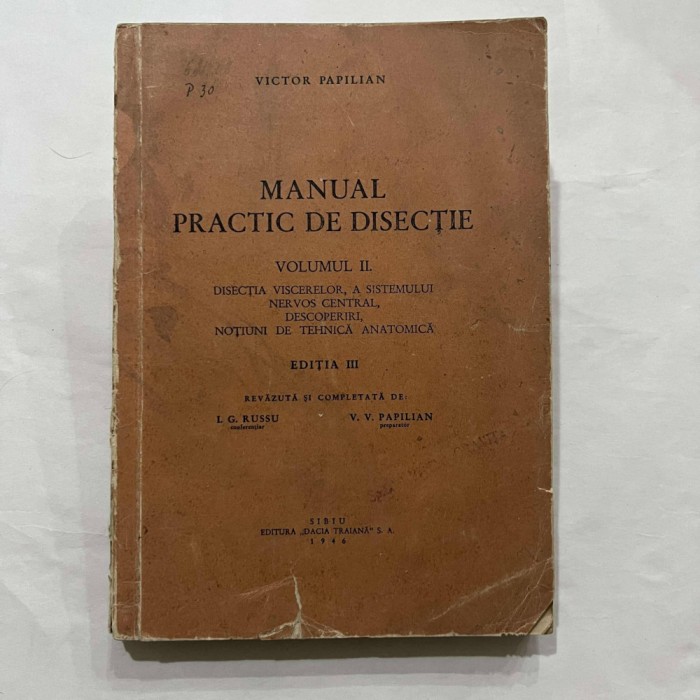 P 30
VICTOR PAPILIAN
MANUAL
PRACTIC DE DISECȚIE
VOLUMUL II.
DISECȚIA VISCERELOR, A SISTEMULUI
NERVOS CENTRAL,
DESCOPERIRI,
NOȚIUNI DE TEHNICĂ ANATOMICĂ
EDIȚIA III
REVĂZUTĂ ȘI COMPLETATĂ DE:
I. G. RUSSU V. V. PAPILIAN
conferențiar preparator
SIBIU
EDITURA „DACIA TRAIANĂ” S. A.
1946